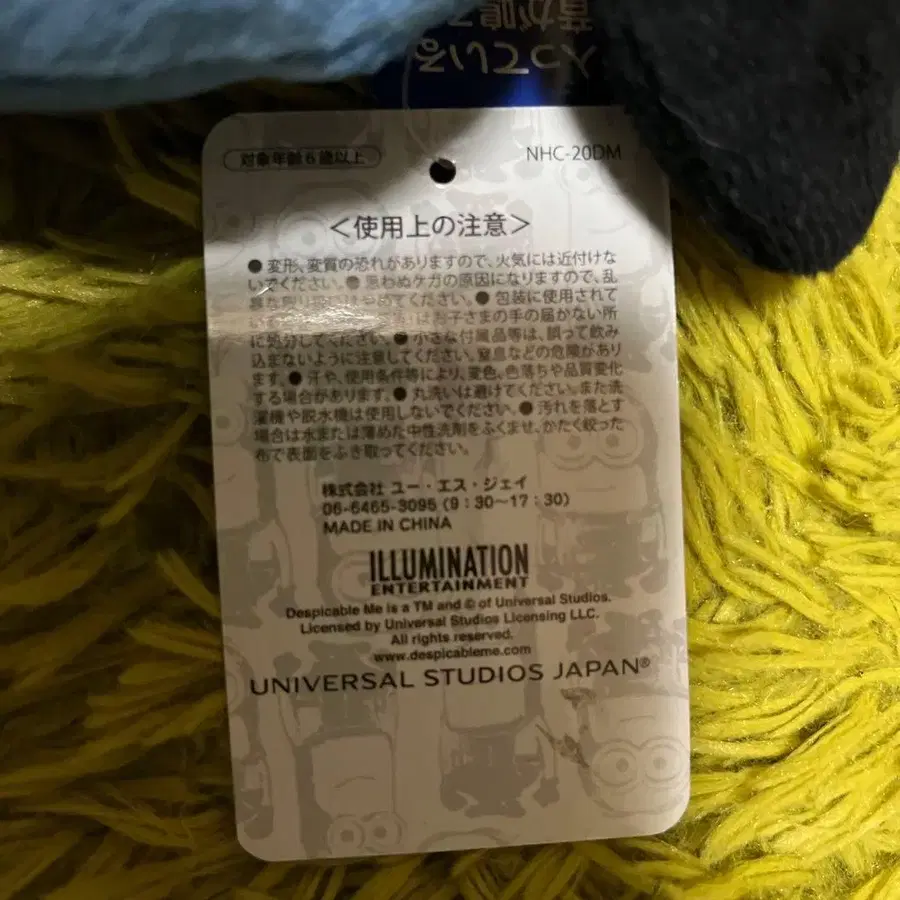 音が鳴
入っている。
対象年齢6歳以上
NHC-20DM
＜使用上の注意＞
● 変形、変質の恐れがありますので、火気には近付けな
いでください。● 思わぬケガの原因になりますので、乱
ください。● 包装に使用されて
はお子さまの手の届かない所
に処分してください。● 小さな付属品等は、誤って飲み
込まないように注意してください。窒息などの危険があり
ます。● 汗や、使用条件等により、変色、色落ちや品質変化
する場合があります。● 丸洗いは避けてください。また洗
濯機や脱水機は使用しないでください。● 汚れを落とす
場合は水または薄めた中性洗剤をふくませ、かたく絞った
布で表面をふき取ってください。
株式会社 ユー・エス・ジェイ
06-6465-3095 (9：30～17：30)
MADE IN CHINA
ILLUMINATION
ENTERTAINMENT
Despicable Me is a TM and © of Universal Studios.
Licensed by Universal Studios Licensing LLC.
All rights reserved.
www.despicableme.com
UNIVERSAL STUDIOS JAPAN®